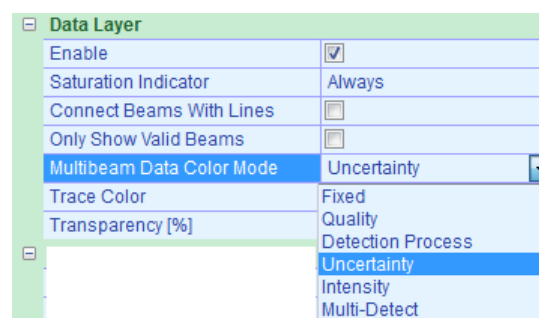 Data Layer
Enable
Saturation Indicator Always
Connect Beams With Lines
Only Show Valid Beams
Multibeam Data Color Mode Uncertainty
Trace Color Fixed
Quality
Transparency [%]
Detection Process
Uncertainty
Intensity
Multi-Detect